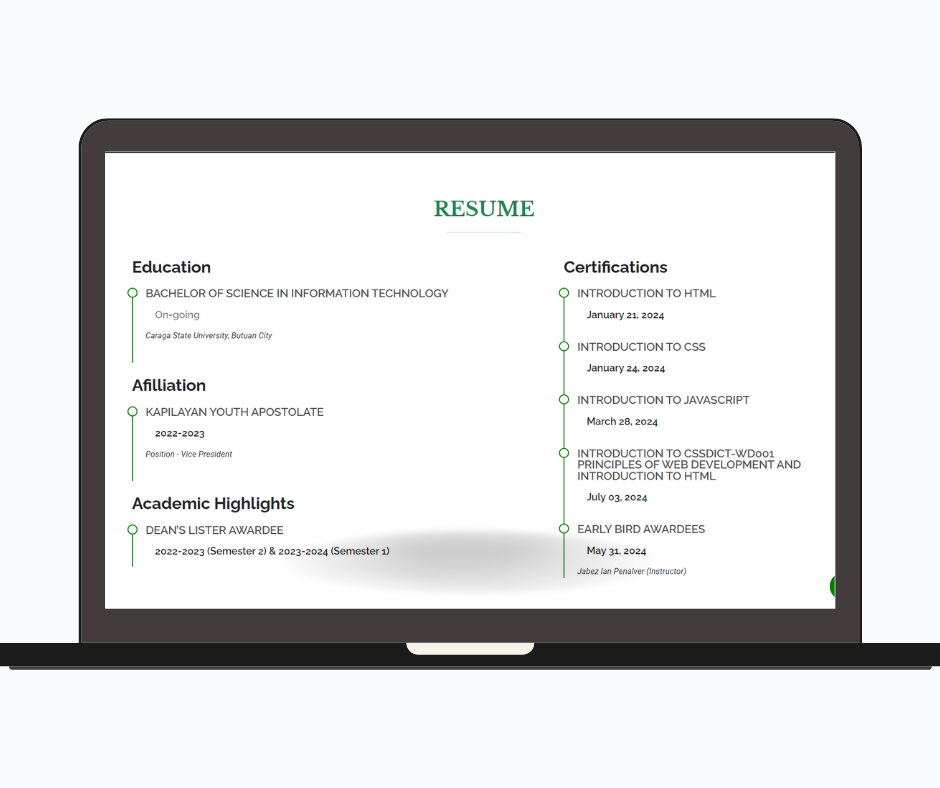 RESUME
Education
BACHELOR OF SCIENCE IN INFORMATION TECHNOLOGY
On-going
Caraga State University, Butuan City
Afilliation
KAPILAYAN YOUTH APOSTOLATE
2022-2023
Position - Vice President
Academic Highlights
DEAN'S LISTER AWARDEE
2022-2023 (Semester 2) & 2023-2024 (Semester 1)
Certifications
INTRODUCTION TO HTML
January 21, 2024
INTRODUCTION TO CSS
January 24, 2024
INTRODUCTION TO JAVASCRIPT
March 28, 2024
INTRODUCTION TO CSSDICT-WD001
PRINCIPLES OF WEB DEVELOPMENT AND
INTRODUCTION TO HTML
July 03, 2024
EARLY BIRD AWARDEES
May 31, 2024
Jabez Ian Penalver (Instructor)